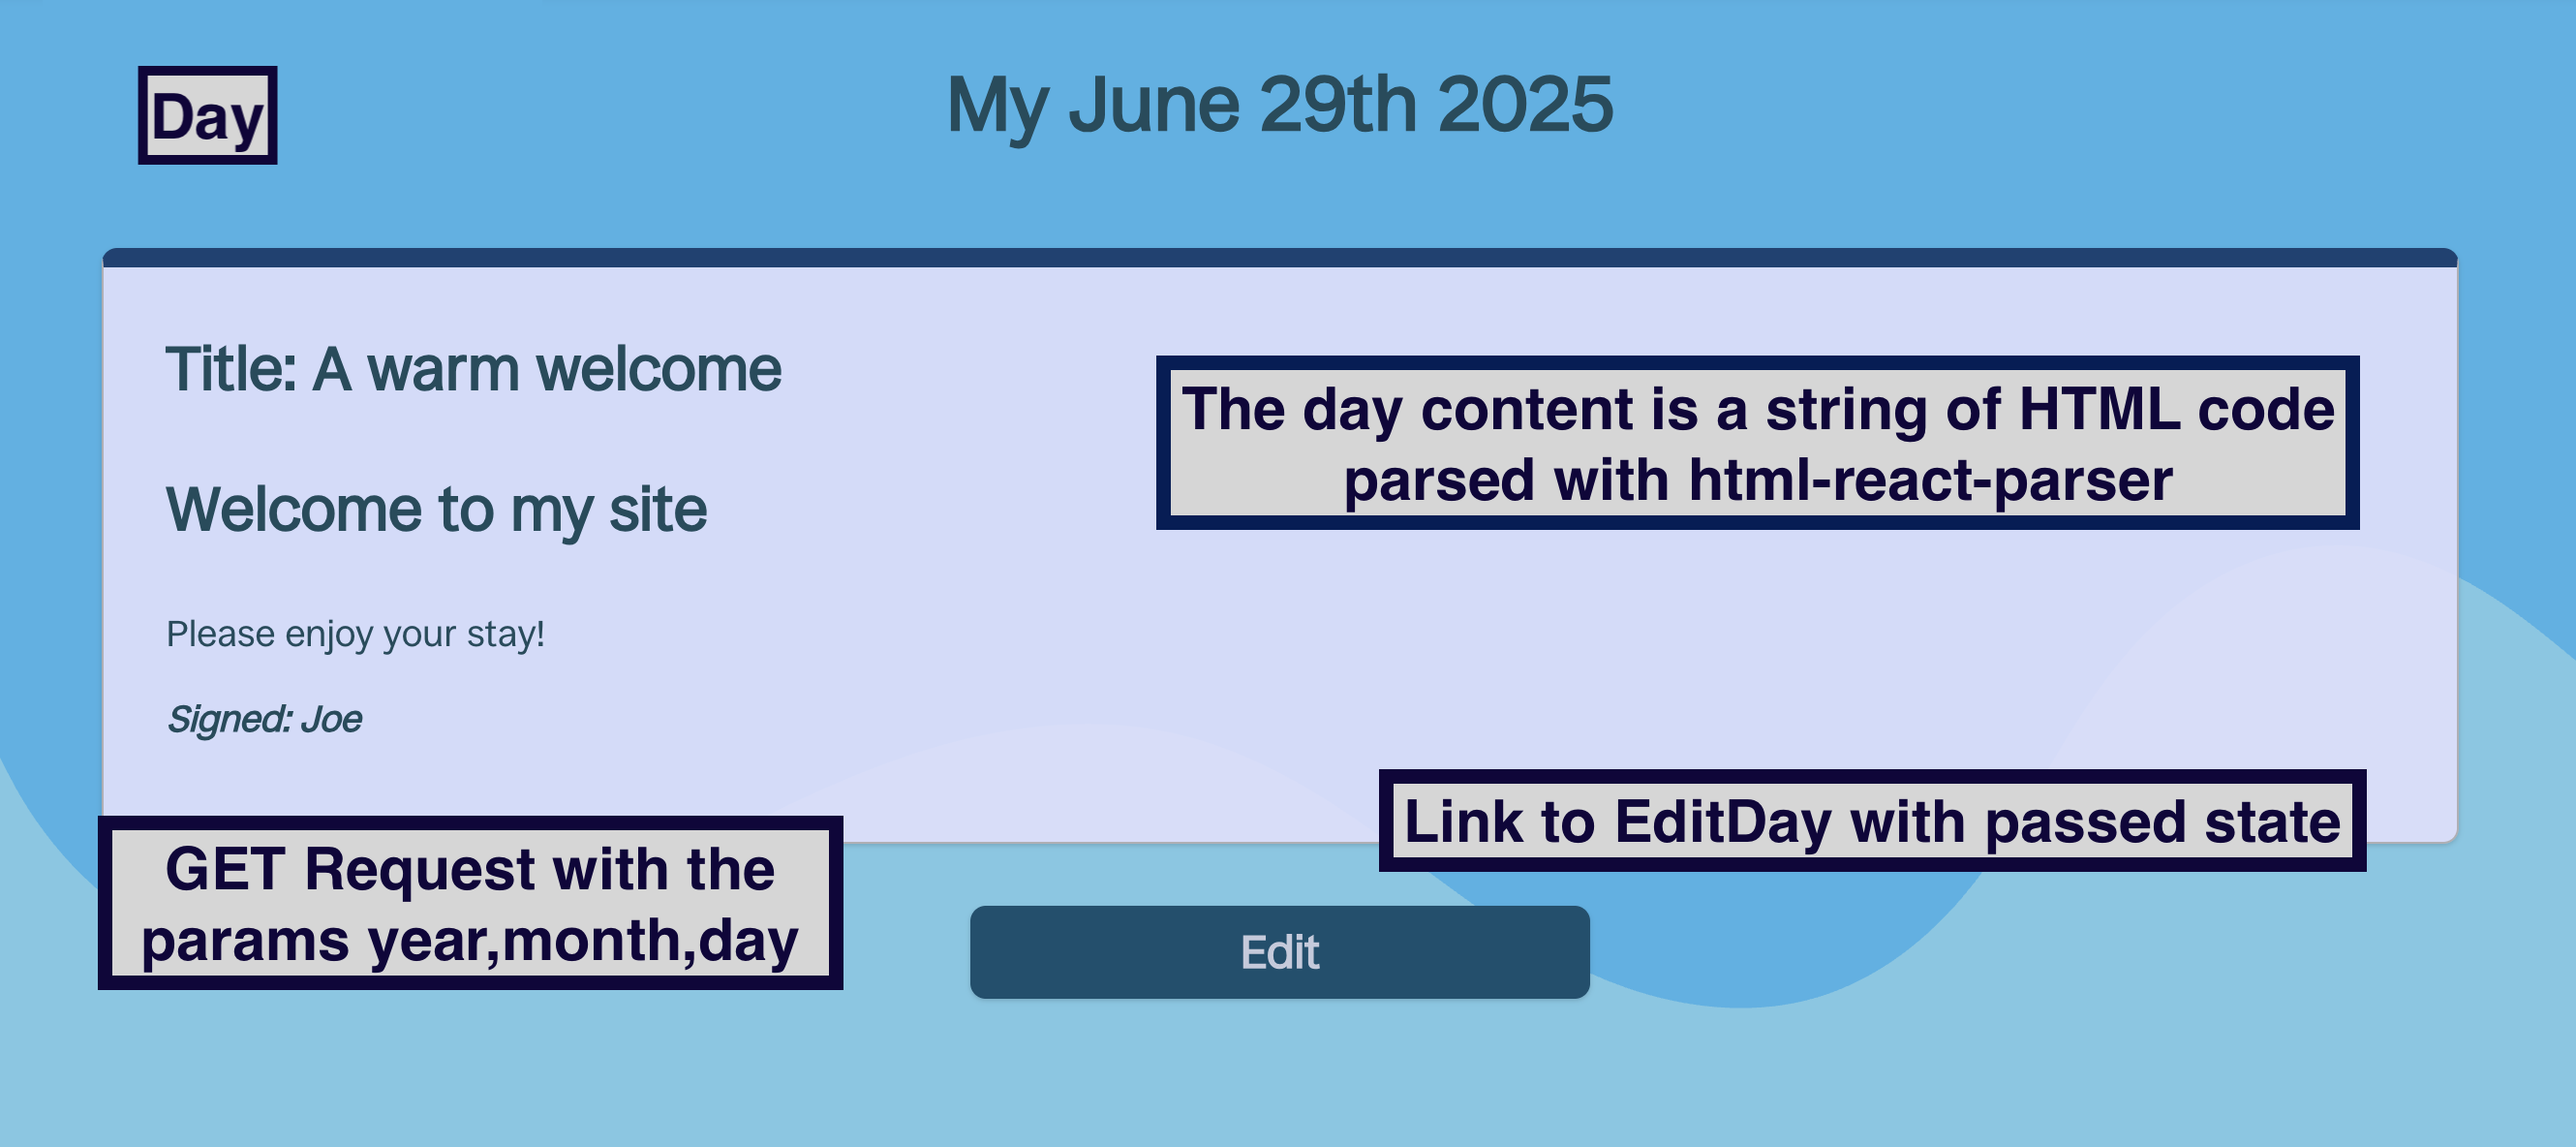 Day
My June 29th 2025
Title: A warm welcome
The day content is a string of HTML code
parsed with html-react-parser
Welcome to my site
Please enjoy your stay!
Signed: Joe
Link to EditDay with passed state
GET Request with the
params year,month,day
Edit